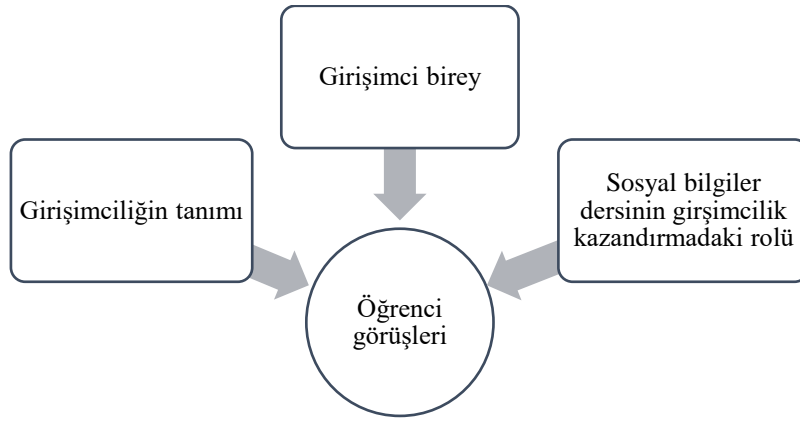 Girişimci birey
Girişimciliğin tanımı
Sosyal bilgiler
dersinin girşimcilik
kazandırmadaki rolü
Öğrenci
görüşleri